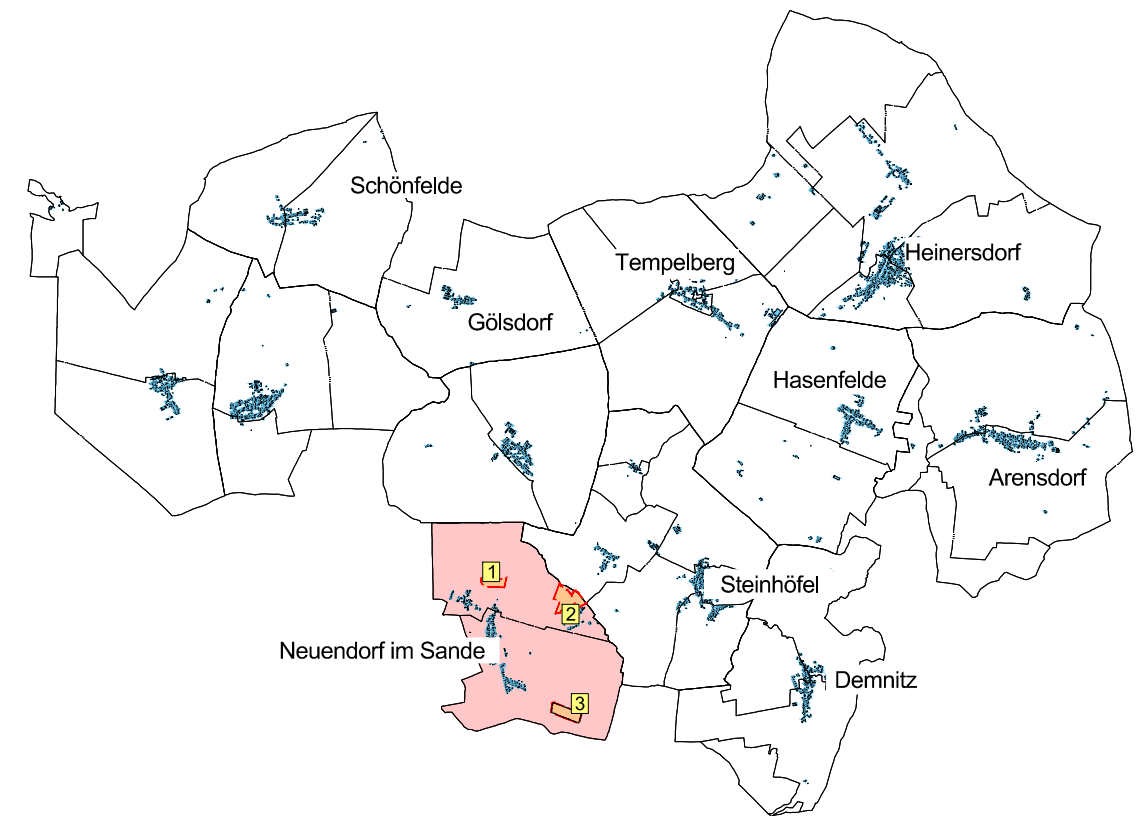 Schönfelde
Heinersdorf
Tempelberg
Gölsdorf
Hasenfelde
Arensdorf
1
Steinhöfel
2
Neuendorf im Sande
Demnitz
3